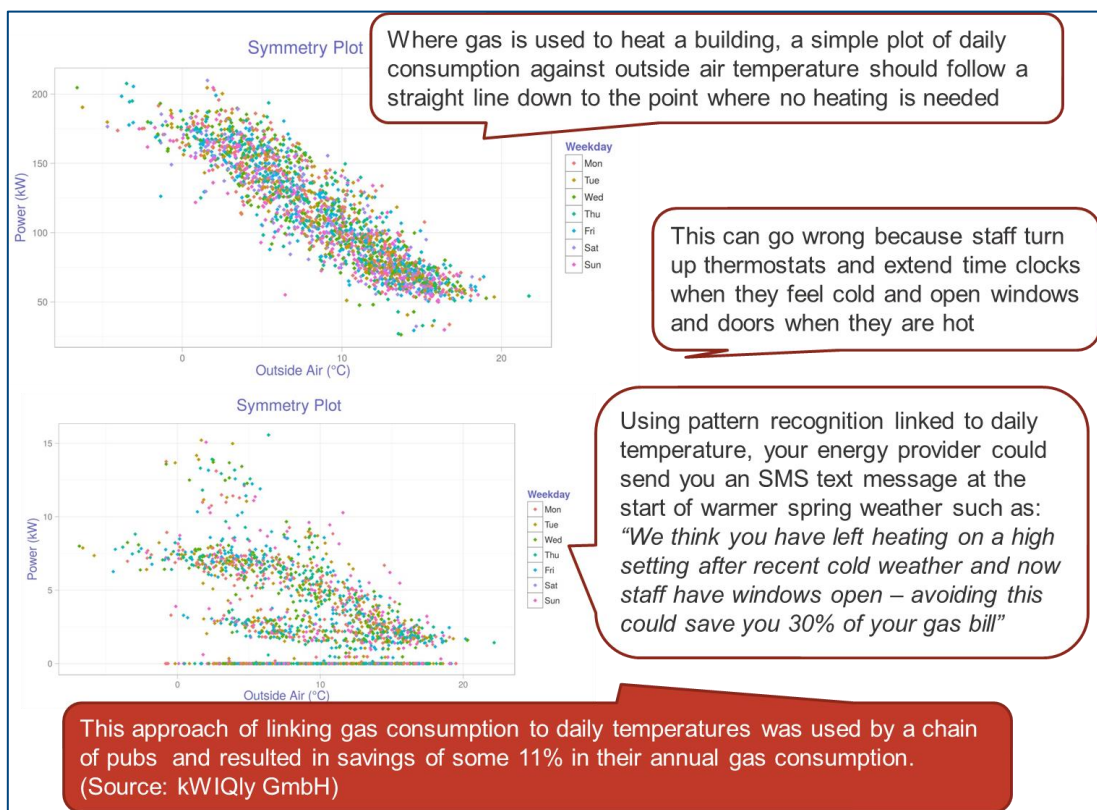 Symmetry Plot
Where gas is used to heat a building, a simple plot of daily
consumption against outside air temperature should follow a
straight line down to the point where no heating is needed
200
150
100
50
Power (kW)
0
10
20
Outside Air (°C)
Weekday
Mon
Tue
Wed
Thu
Fri
Sat
Sun
This can go wrong because staff turn
up thermostats and extend time clocks
when they feel cold and open windows
and doors when they are hot
Symmetry Plot
15
10
5
0
Power (kW)
0
10
20
Outside Air (°C)
Weekday
Mon
Tue
Wed
Thu
Fri
Sat
Sun
Using pattern recognition linked to daily
temperature, your energy provider could
send you an SMS text message at the
start of warmer spring weather such as:
“We think you have left heating on a high
setting after recent cold weather and now
staff have windows open – avoiding this
could save you 30% of your gas bill”
This approach of linking gas consumption to daily temperatures was used by a chain
of pubs and resulted in savings of some 11% in their annual gas consumption.
(Source: kWIQly GmbH)